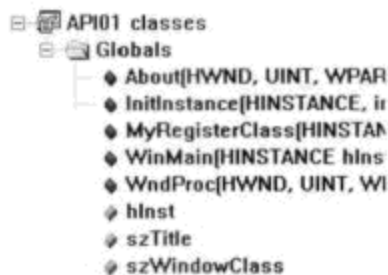 API01 classes
Globals
About(HWND, UINT, WPAR
InitInstance(HINSTANCE, in
MyRegisterClass(HINSTAN
WinMain(HINSTANCE hIns
WndProc(HWND, UINT, WI
hInst
szTitle
szWindowClass